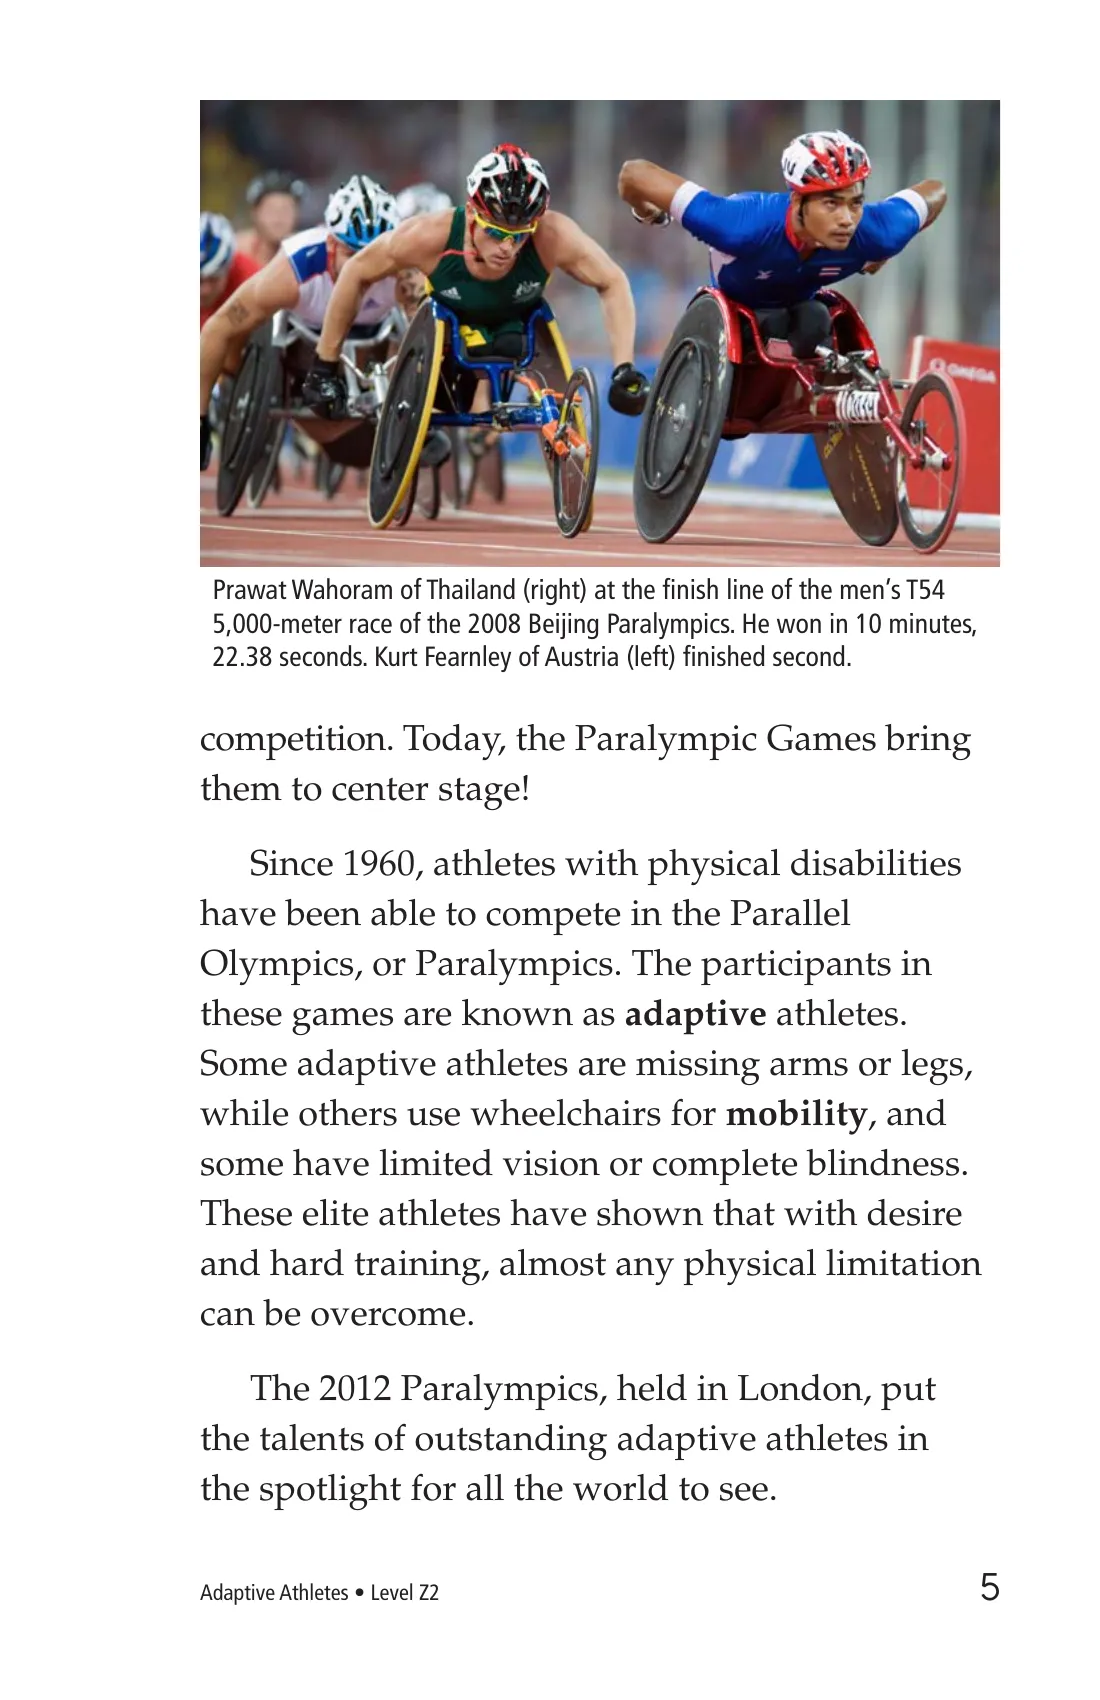 OMEGA
Prawat Wahoram of Thailand (right) at the finish line of the men’s T54
5,000-meter race of the 2008 Beijing Paralympics. He won in 10 minutes,
22.38 seconds. Kurt Fearnley of Austria (left) finished second.
competition. Today, the Paralympic Games bring
them to center stage!
Since 1960, athletes with physical disabilities
have been able to compete in the Parallel
Olympics, or Paralympics. The participants in
these games are known as adaptive athletes.
Some adaptive athletes are missing arms or legs,
while others use wheelchairs for mobility, and
some have limited vision or complete blindness.
These elite athletes have shown that with desire
and hard training, almost any physical limitation
can be overcome.
The 2012 Paralympics, held in London, put
the talents of outstanding adaptive athletes in
the spotlight for all the world to see.
Adaptive Athletes • Level Z2 5